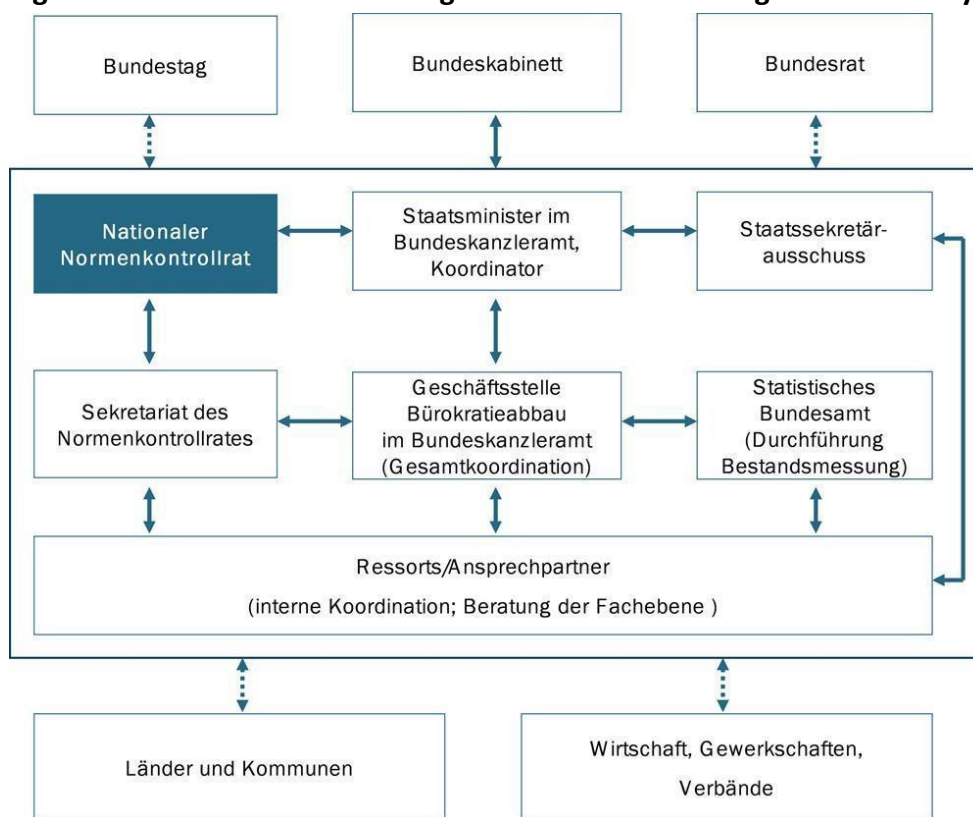 Bundestag
Bundeskabinett
Bundesrat
Nationaler
Normenkontrollrat
Staatsminister im
Bundeskanzleramt,
Koordinator
Staatssekretär-
ausschuss
Sekretariat des
Normenkontrollrates
Geschäftsstelle
Bürokratieabbau
im Bundeskanzleramt
(Gesamtkoordination)
Statistisches
Bundesamt
(Durchführung
Bestandsmessung)
Ressorts/Ansprechpartner
(interne Koordination; Beratung der Fachebene )
Länder und Kommunen
Wirtschaft, Gewerkschaften,
Verbände